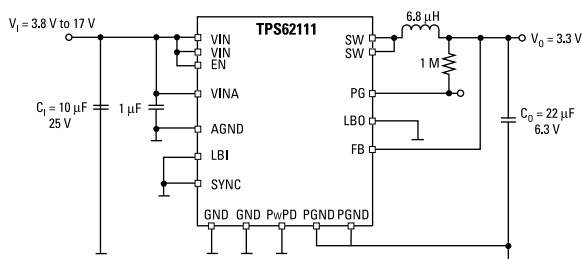 TPS62111
V_I = 3.8 V to 17 V
VIN
VIN
EN
VINA
AGND
LBI
SYNC
C_I = 10 µF
25 V
1 µF
SW
SW
PG
LBO
FB
6.8 µH
1 M
V_O = 3.3 V
C_O = 22 µF
6.3 V
GND GND PwPD PGND PGND